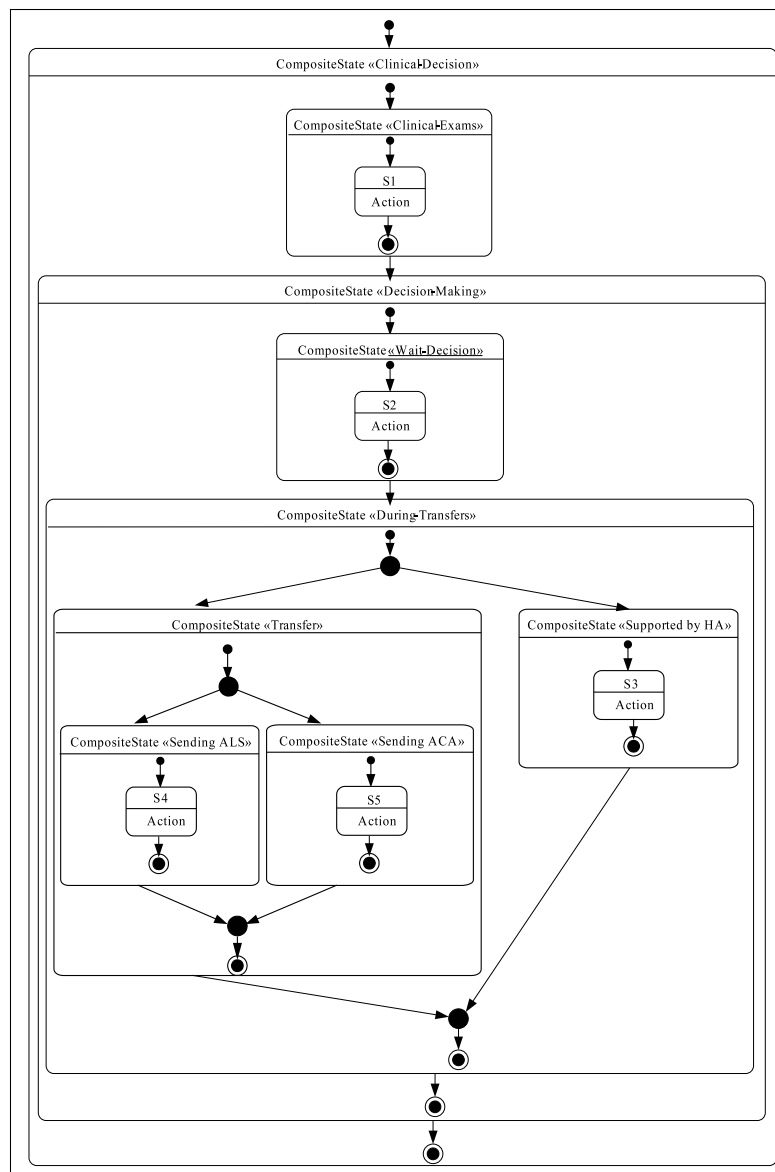 CompositeState «Clinical-Decision»
CompositeState «Clinical-Exams»
S1
Action
CompositeState «Decision-Making»
CompositeState «Wait-Decision»
S2
Action
CompositeState «During-Transfers»
CompositeState «Transfer»
CompositeState «Supported by HA»
S3
Action
CompositeState «Sending ALS»
CompositeState «Sending ACA»
S4
Action
S5
Action